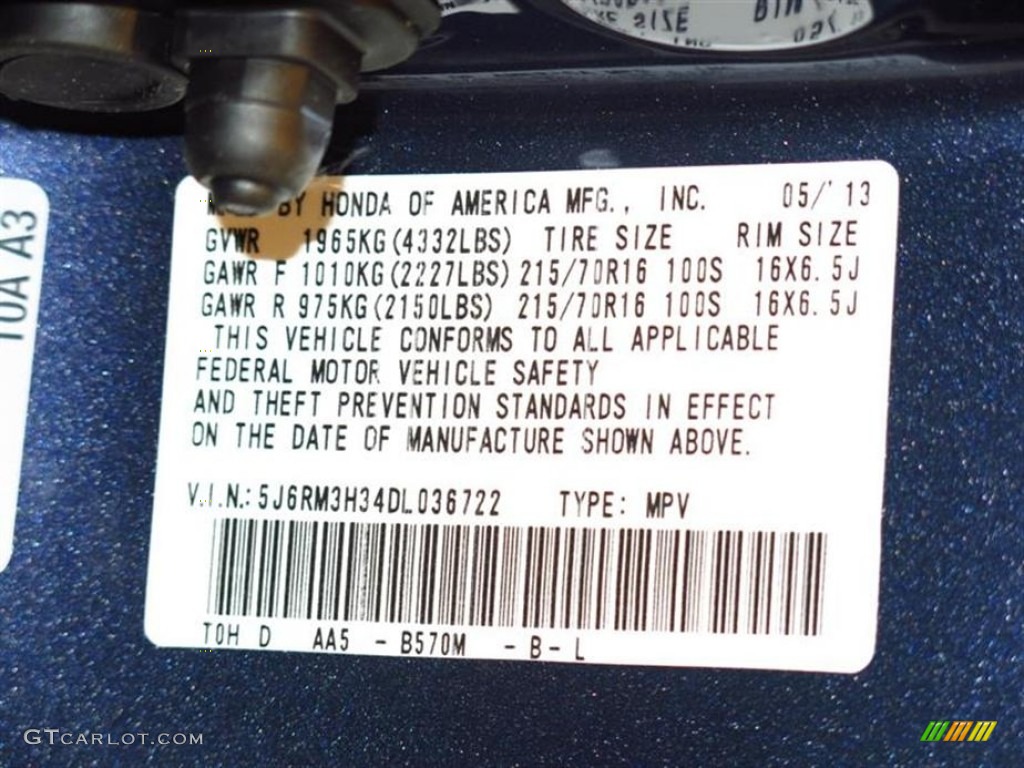 BY HONDA OF AMERICA MFG., INC. 05/'13
GVWR 1965KG(4332LBS) TIRE SIZE RIM SIZE
GAWR F 1010KG(2227LBS) 215/70R16 100S 16X6.5J
GAWR R 975KG(2150LBS) 215/70R16 100S 16X6.5J
THIS VEHICLE CONFORMS TO ALL APPLICABLE
FEDERAL MOTOR VEHICLE SAFETY
AND THEFT PREVENTION STANDARDS IN EFFECT
ON THE DATE OF MANUFACTURE SHOWN ABOVE.
V.I.N.: 5J6RM3H34DL036722 TYPE: MPV
T0H D AA5 - B570M - B - L
10A A3
GTCARLOT.COM